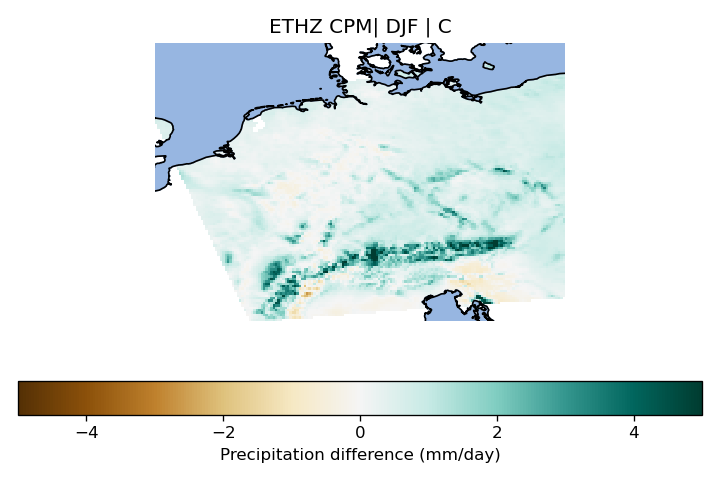 ETHZ CPM| DJF | C
−4 −2 0 2 4
Precipitation difference (mm/day)